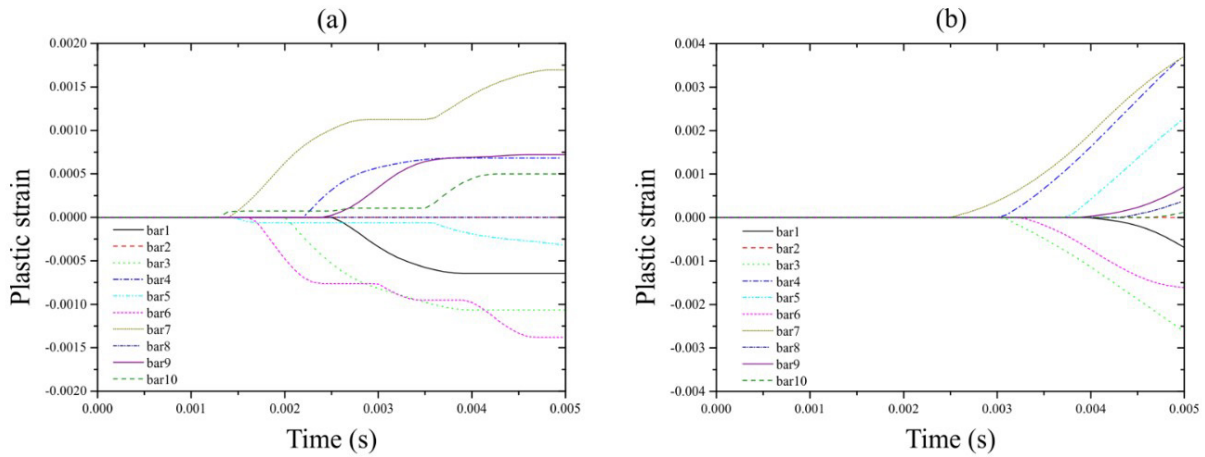 (a)
Plastic strain
0.0020
0.0015
0.0010
0.0005
0.0000
-0.0005
-0.0010
-0.0015
-0.0020
bar1
bar2
bar3
bar4
bar5
bar6
bar7
bar8
bar9
bar10
0.000 0.001 0.002 0.003 0.004 0.005
Time (s)
(b)
Plastic strain
0.004
0.003
0.002
0.001
0.000
-0.001
-0.002
-0.003
-0.004
bar1
bar2
bar3
bar4
bar5
bar6
bar7
bar8
bar9
bar10
0.000 0.001 0.002 0.003 0.004 0.005
Time (s)